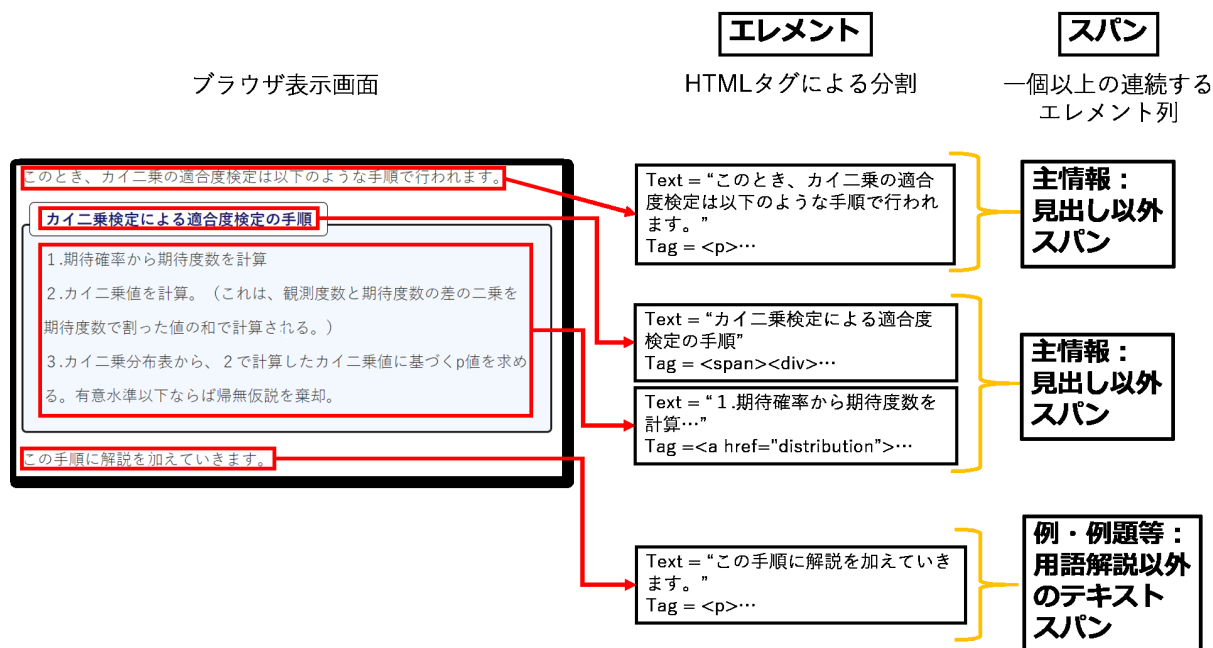 エレメント
スパン
ブラウザ表示画面
HTMLタグによる分割
一個以上の連続する
エレメント列
このとき、カイ二乗の適合度検定は以下のような手順で行われます。
カイ二乗検定による適合度検定の手順
１.期待確率から期待度数を計算
２.カイ二乗値を計算。（これは、観測度数と期待度数の差の二乗を
期待度数で割った値の和で計算される。）
３.カイ二乗分布表から、２で計算したカイ二乗値に基づくp値を求め
る。有意水準以下ならば帰無仮説を棄却。
この手順に解説を加えていきます。
Text = “このとき、カイ二乗の適合
度検定は以下のような手順で行われ
ます。”
Tag = <p>…
主情報：
見出し以外
スパン
Text = “カイ二乗検定による適合度
検定の手順”
Tag = <span><div>…
Text = “１.期待確率から期待度数を
計算…”
Tag =<a href="distribution">…
主情報：
見出し以外
スパン
Text = “この手順に解説を加えていき
ます。”
Tag = <p>…
例・例題等：
用語解説以外
のテキスト
スパン